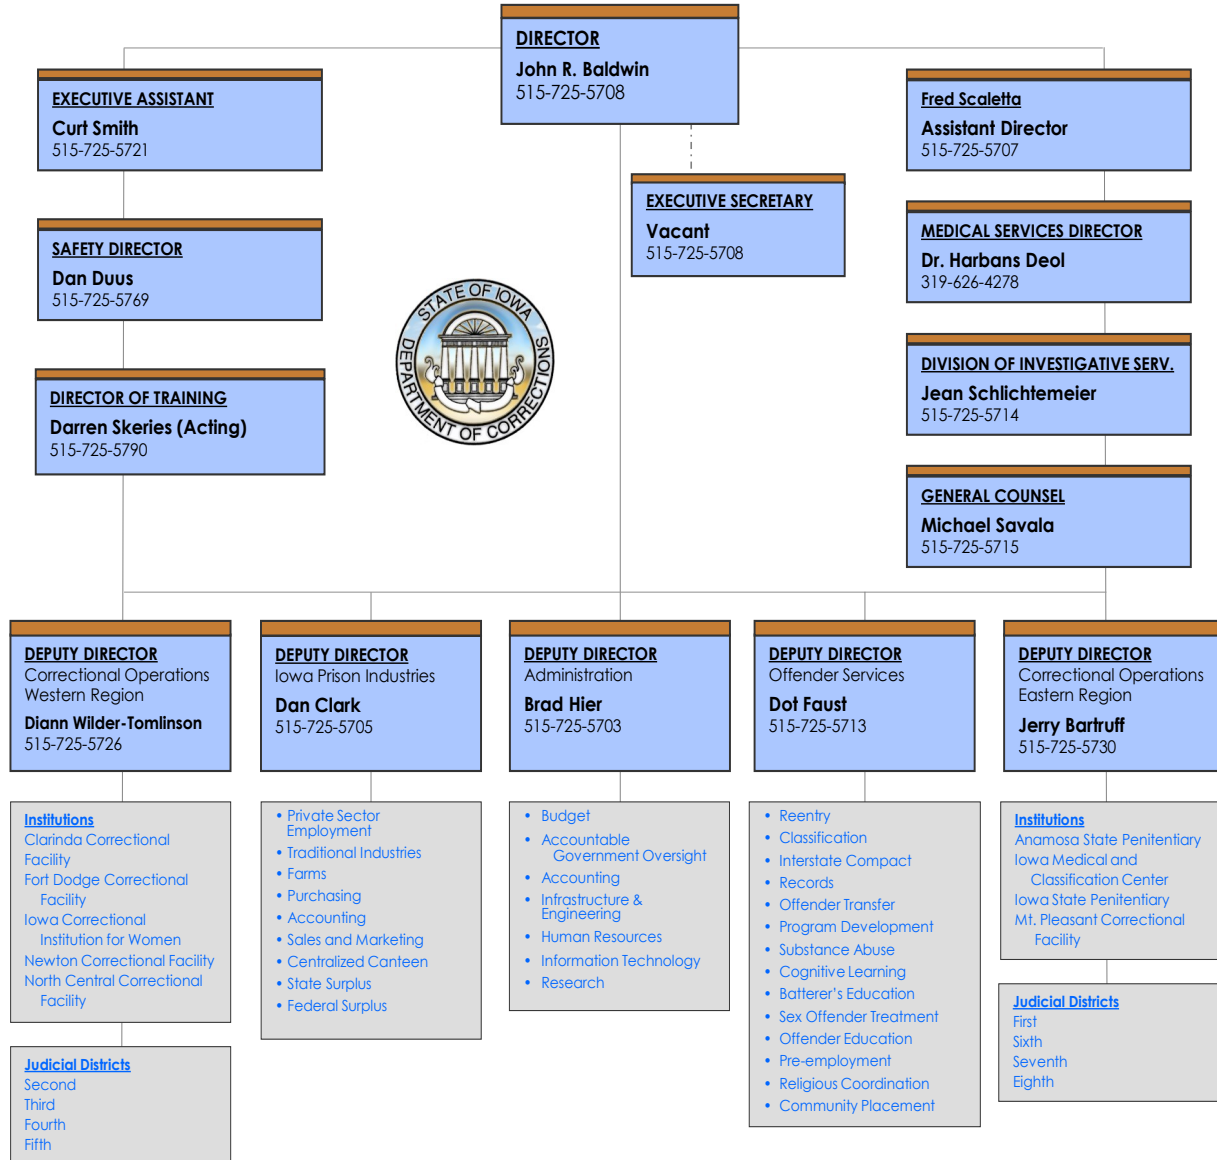 DIRECTOR
John R. Baldwin
515-725-5708
EXECUTIVE ASSISTANT
Curt Smith
515-725-5721
Fred Scaletta
Assistant Director
515-725-5707
EXECUTIVE SECRETARY
Vacant
515-725-5708
SAFETY DIRECTOR
Dan Duus
515-725-5769
MEDICAL SERVICES DIRECTOR
Dr. Harbans Deol
319-626-4278
STATE OF IOWA
DEPARTMENT OF CORRECTIONS
DIRECTOR OF TRAINING
Darren Skeries (Acting)
515-725-5790
DIVISION OF INVESTIGATIVE SERV.
Jean Schlichtemeier
515-725-5714
GENERAL COUNSEL
Michael Savala
515-725-5715
DEPUTY DIRECTOR
Correctional Operations
Western Region
Diann Wilder-Tomlinson
515-725-5726
DEPUTY DIRECTOR
Iowa Prison Industries
Dan Clark
515-725-5705
DEPUTY DIRECTOR
Administration
Brad Hier
515-725-5703
DEPUTY DIRECTOR
Offender Services
Dot Faust
515-725-5713
DEPUTY DIRECTOR
Correctional Operations
Eastern Region
Jerry Bartruff
515-725-5730
Institutions
Clarinda Correctional
Facility
Fort Dodge Correctional
Facility
Iowa Correctional
Institution for Women
Newton Correctional Facility
North Central Correctional
Facility
Judicial Districts
Second
Third
Fourth
Fifth
• Private Sector
Employment
• Traditional Industries
• Farms
• Purchasing
• Accounting
• Sales and Marketing
• Centralized Canteen
• State Surplus
• Federal Surplus
• Budget
• Accountable
Government Oversight
• Accounting
• Infrastructure &
Engineering
• Human Resources
• Information Technology
• Research
• Reentry
• Classification
• Interstate Compact
• Records
• Offender Transfer
• Program Development
• Substance Abuse
• Cognitive Learning
• Batterer’s Education
• Sex Offender Treatment
• Offender Education
• Pre-employment
• Religious Coordination
• Community Placement
Institutions
Anamosa State Penitentiary
Iowa Medical and
Classification Center
Iowa State Penitentiary
Mt. Pleasant Correctional
Facility
Judicial Districts
First
Sixth
Seventh
Eighth